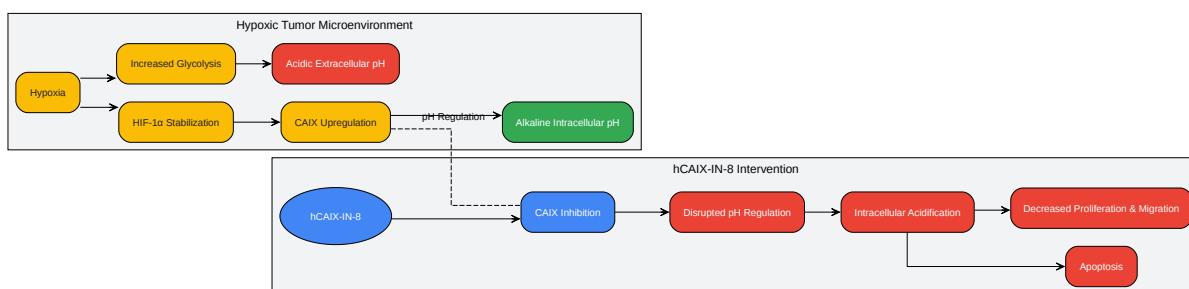 Hypoxic Tumor Microenvironment
Increased Glycolysis
Acidic Extracellular pH
Hypoxia
HIF-1α Stabilization
CAIX Upregulation
pH Regulation
Alkaline Intracellular pH
hCAIX-IN-8 Intervention
hCAIX-IN-8
CAIX Inhibition
Disrupted pH Regulation
Intracellular Acidification
Decreased Proliferation & Migration
Apoptosis